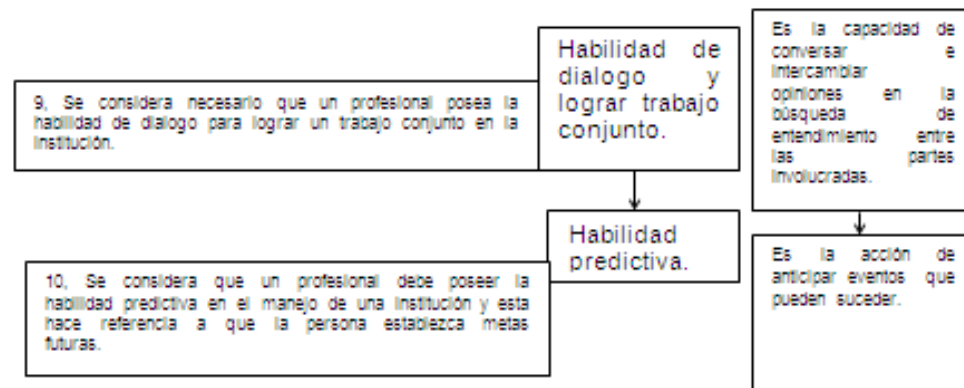 9, Se considera necesario que un profesional posea la
habilidad de dialogo para lograr un trabajo conjunto en la
institución.
Habilidad de
dialogo y
lograr trabajo
conjunto.
Es la capacidad de
conversar e
intercambiar
opiniones en la
búsqueda de
entendimiento entre
las partes
involucradas.
10, Se considera que un profesional debe poseer la
habilidad predictiva en el manejo de una institución y esta
hace referencia a que la persona establezca metas
futuras.
Habilidad
predictiva.
Es la acción de
anticipar eventos que
pueden suceder.